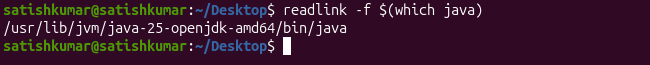 satishkumar@satishkumar:~/Desktop$ readlink -f $(which java)
/usr/lib/jvm/java-25-openjdk-amd64/bin/java
satishkumar@satishkumar:~/Desktop$